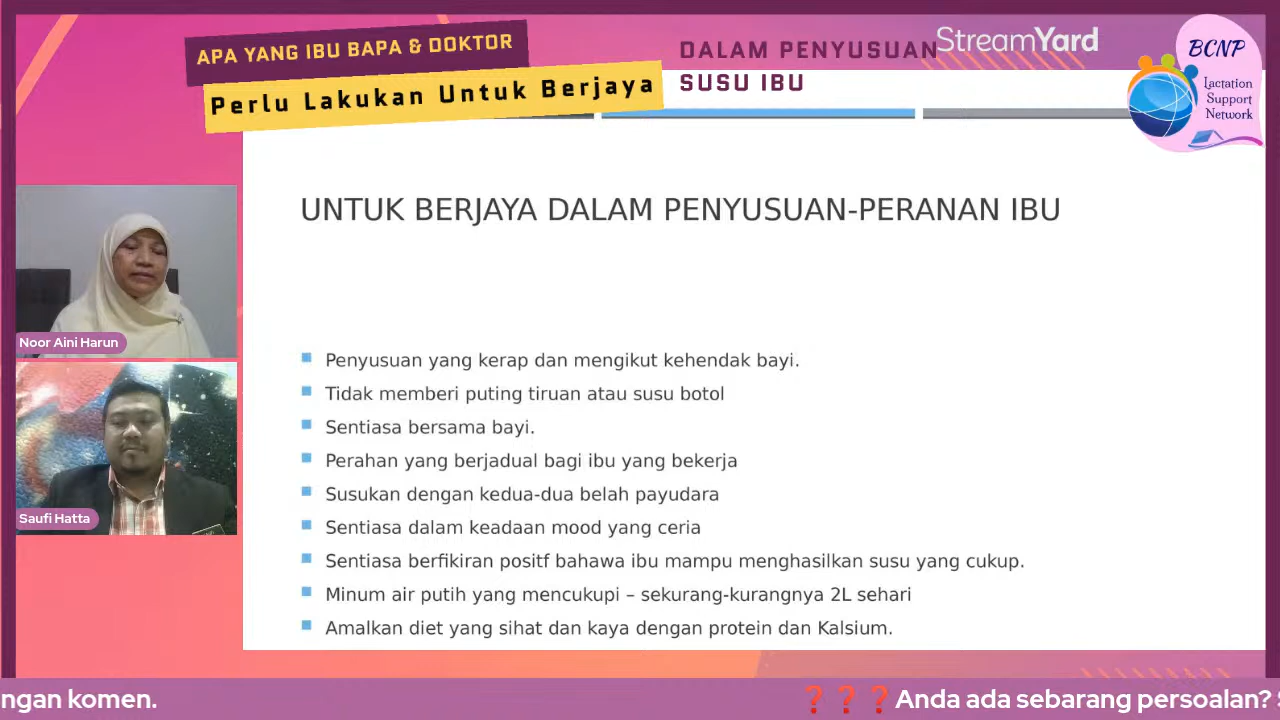 APA YANG IBU BAPA & DOKTOR
Perlu Lakukan Untuk Berjaya
DALAM PENYUSUAN
SUSU IBU
StreamYard
BCNP
Lactation
Support
Network
UNTUK BERJAYA DALAM PENYUSUAN-PERANAN IBU
Penyusuan yang kerap dan mengikut kehendak bayi.
Tidak memberi puting tiruan atau susu botol
Sentiasa bersama bayi.
Perahan yang berjadual bagi ibu yang bekerja
Susukan dengan kedua-dua belah payudara
Sentiasa dalam keadaan mood yang ceria
Sentiasa berfikiran positf bahawa ibu mampu menghasilkan susu yang cukup.
Minum air putih yang mencukupi – sekurang-kurangnya 2L sehari
Amalkan diet yang sihat dan kaya dengan protein dan Kalsium.
Noor Aini Harun
Saufi Hatta
ngan komen.
❓❓❓Anda ada sebarang persoalan?